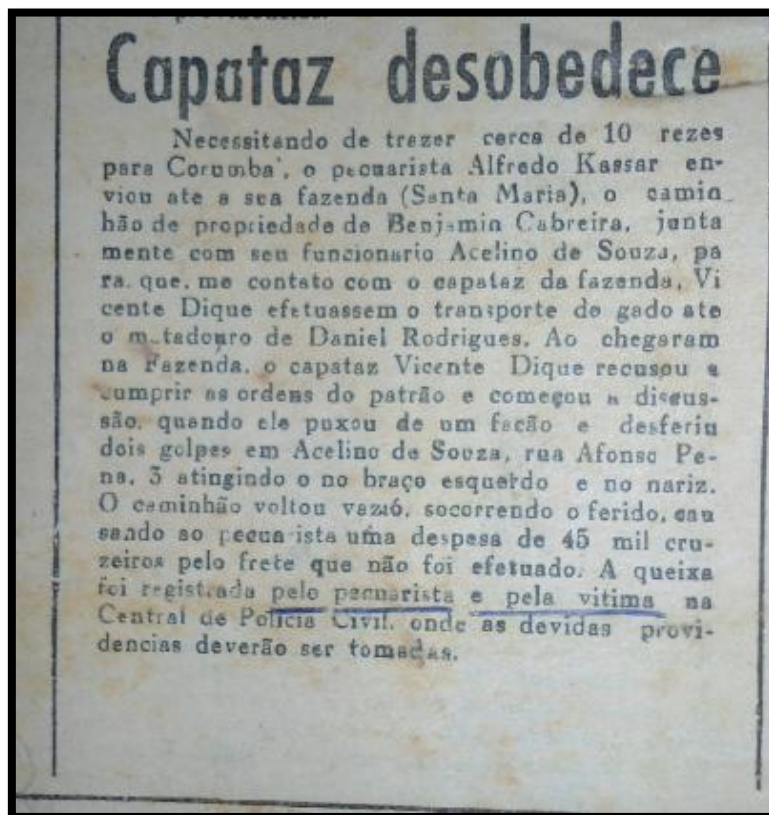 Capataz desobedece
Necessitando de trazer cerca de 10 rezes
para Corumba', o pecuarista Alfredo Kassar en-
viou ate a sua fazenda (Santa Maria), o camin_
hão de propriedade de Benjamin Cabreira, junta
mente com seu funcionario Acelino de Souza, pa
ra, que, me contato com o capataz da fazenda, Vi
cente Dique efetuassem o transporte do gado ate
o matadouro de Daniel Rodrigues. Ao chegaram
na Fazenda, o capataz Vicente Dique recusou a
cumprir as ordens do patrão e começou a discus-
são, quando ele puxou de um facão e desferiu
dois golpes em Acelino de Souza, rua Afonso Pe-
na, 3 atingindo o no braço esquerdo e no nariz.
O caminhão voltou vazió, socorrendo o ferido, cau
sando ao pecuarista uma despesa de 45 mil cru-
zeiros pelo frete que não foi efetuado. A queixa
foi registrada pelo pecuarista e pela vitima na
Central de Policia Civil, onde as devidas provi-
dencias deverão ser tomadas.